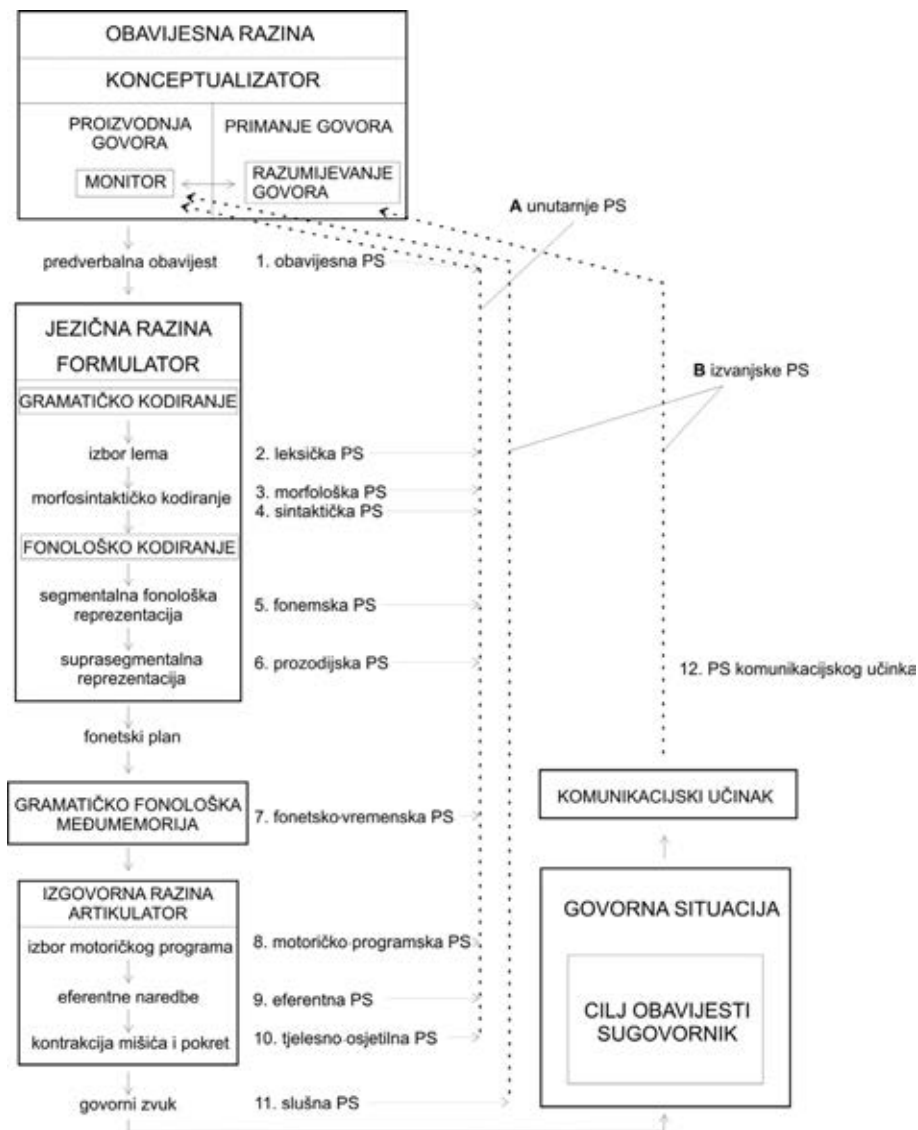 OBAVIJESNA RAZINA
KONCEPTUALIZATOR
PROIZVODNJA
GOVORA
MONITOR
PRIMANJE GOVORA
RAZUMIJEVANJE
GOVORA
A unutarnje PS
predverbalna obavijest
1. obavijesna PS
JEZIČNA RAZINA
FORMULATOR
GRAMATIČKO KODIRANJE
B izvanjske PS
izbor lema
2. leksička PS
morfosintaktičko kodiranje
3. morfološka PS
4. sintaktička PS
FONOLOŠKO KODIRANJE
segmentalna fonološka
reprezentacija
5. fonemska PS
suprasegmentalna
reprezentacija
6. prozodijska PS
12. PS komunikacijskog učinka
fonetski plan
GRAMATIČKO FONOLOŠKA
MEĐUMEMORIJA
7. fonetsko-vremenska PS
KOMUNIKACIJSKI UČINAK
IZGOVORNA RAZINA
ARTIKULATOR
izbor motoričkog programa
8. motoričko-programska PS
eferentne naredbe
9. eferentna PS
kontrakcija mišića i pokret
10. tjelesno-osjetilna PS
GOVORNA SITUACIJA
CILJ OBAVIJESTI
SUGOVORNIK
govorni zvuk
11. slušna PS